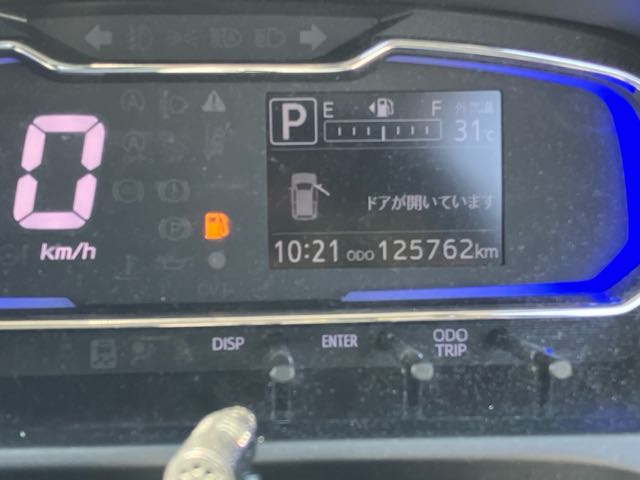 P E F 外気温
31℃
0
km/h
ドアが開いています
10:21 ODO 125762km
DISP ENTER ODO
TRIP